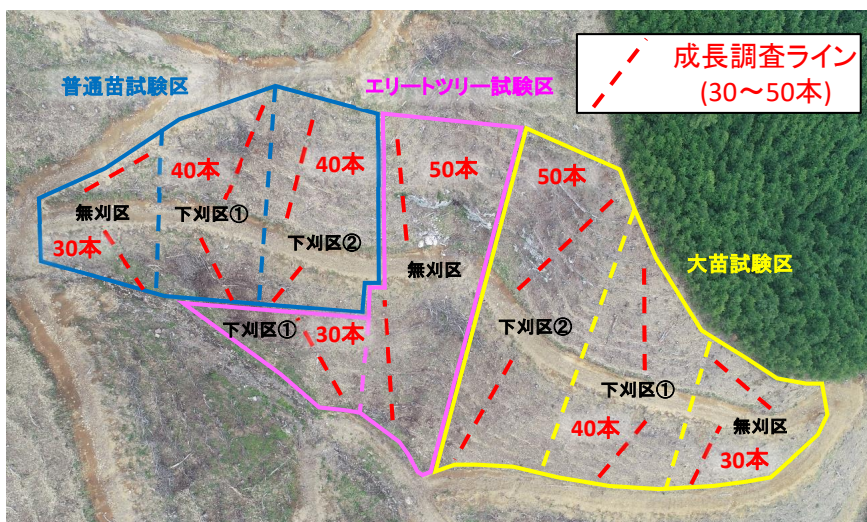 成長調査ライン
(30～50本)
普通苗試験区
エリートツリー試験区
40本
40本
50本
50本
無刈区
下刈区①
下刈区②
30本
無刈区
大苗試験区
下刈区①
30本
下刈区②
下刈区①
40本
無刈区
30本